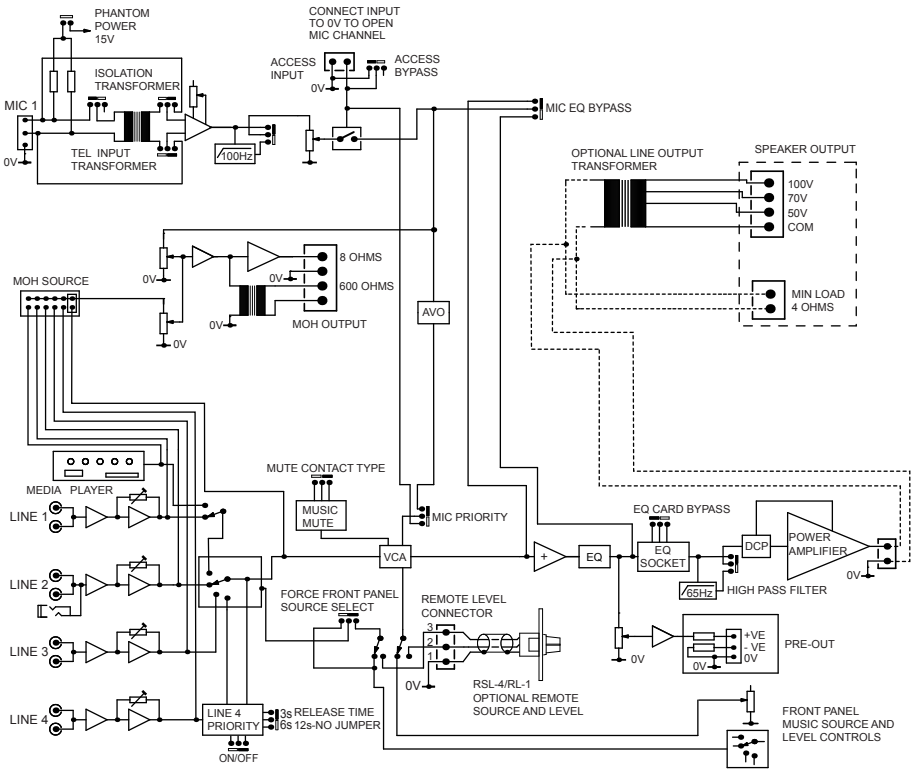 PHANTOM
POWER
15V
CONNECT INPUT
TO 0V TO OPEN
MIC CHANNEL
ACCESS
INPUT
ACCESS
BYPASS
0V
ISOLATION
TRANSFORMER
MIC 1
0V
TEL INPUT
TRANSFORMER
100Hz
0V
MIC EQ BYPASS
OPTIONAL LINE OUTPUT
TRANSFORMER
SPEAKER OUTPUT
100V
70V
50V
COM
MIN LOAD
4 OHMS
8 OHMS
0V
0V
600 OHMS
0V
MOH OUTPUT
MOH SOURCE
0V
AVO
MEDIA PLAYER
LINE 1
LINE 2
LINE 3
LINE 4
MUTE CONTACT TYPE
MUSIC
MUTE
MIC PRIORITY
VCA
+
EQ
EQ CARD BYPASS
EQ
SOCKET
65Hz
HIGH PASS FILTER
DCP
POWER
AMPLIFIER
0V
FORCE FRONT PANEL
SOURCE SELECT
REMOTE LEVEL
CONNECTOR
3
2
1
0V
RSL-4/RL-1
OPTIONAL REMOTE
SOURCE AND LEVEL
0V
+VE
- VE
0V
0V
PRE-OUT
LINE 4
PRIORITY
3s RELEASE TIME
6s 12s-NO JUMPER
ON/OFF
FRONT PANEL
MUSIC SOURCE AND
LEVEL CONTROLS